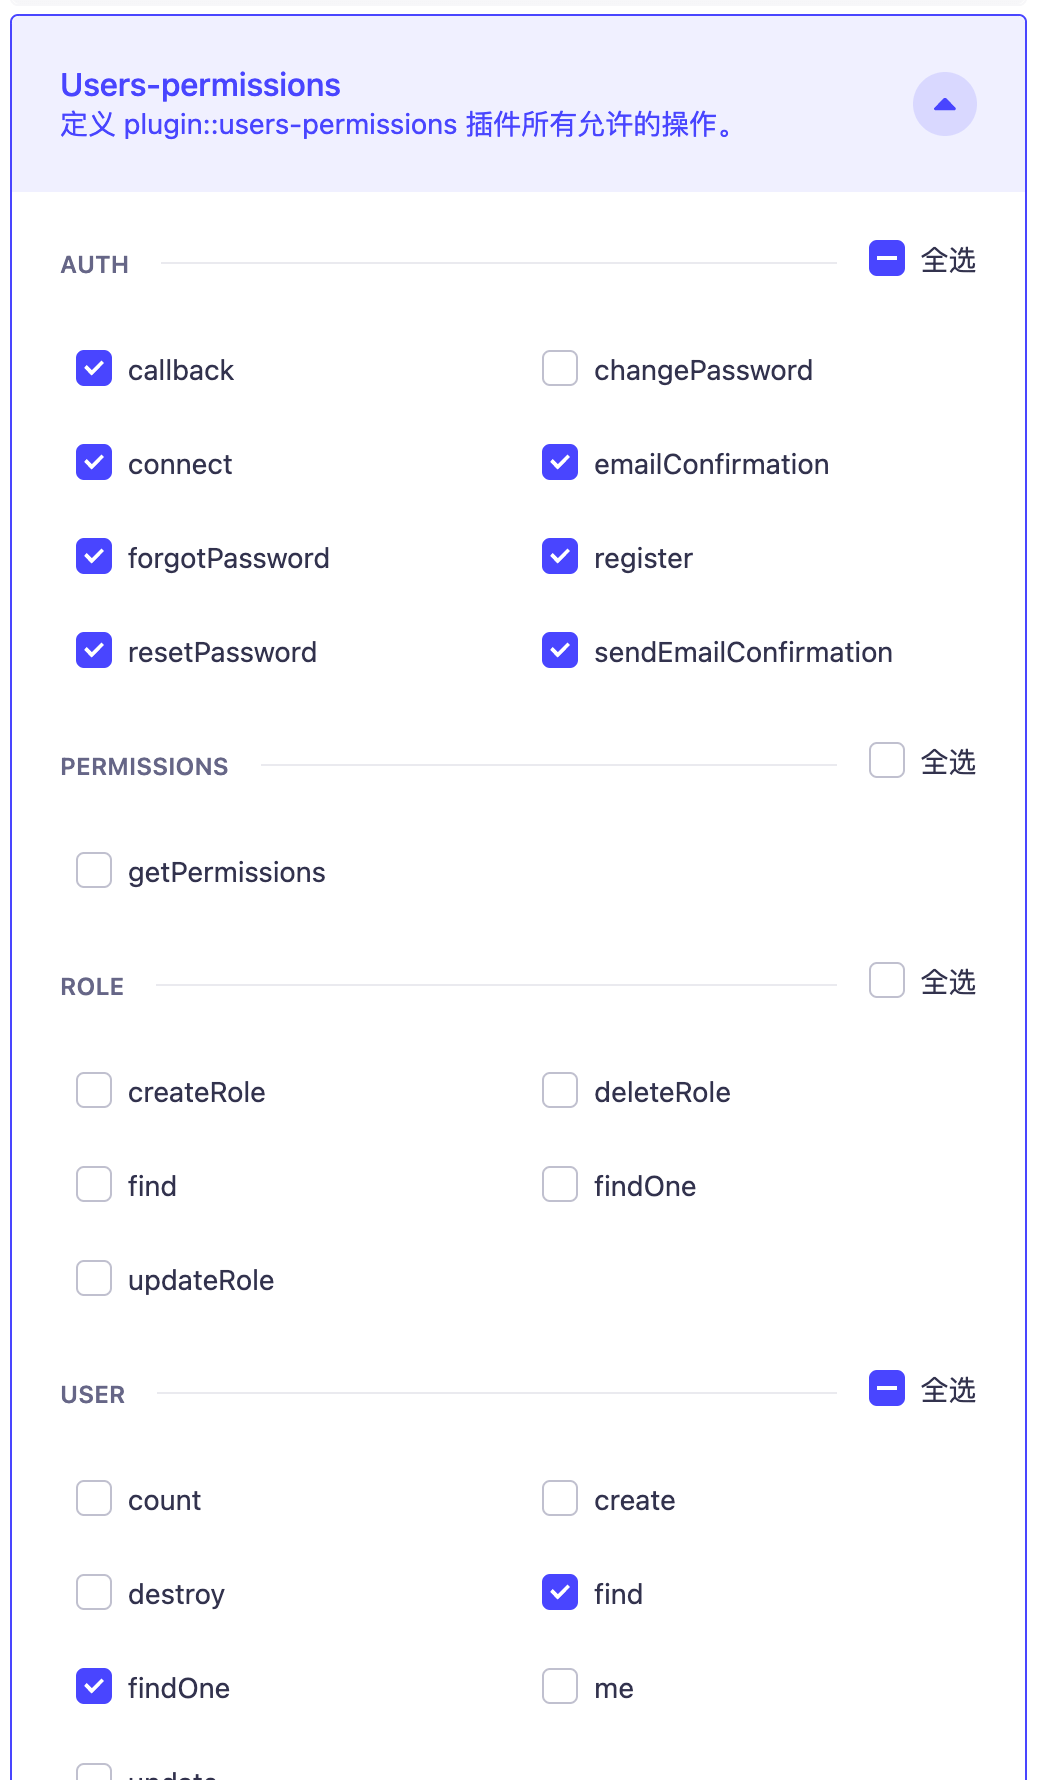 Users-permissions
定义 plugin::users-permissions 插件所有允许的操作。
AUTH 全选
callback changePassword
connect emailConfirmation
forgotPassword register
resetPassword sendEmailConfirmation
PERMISSIONS 全选
getPermissions
ROLE 全选
createRole deleteRole
find findOne
updateRole
USER 全选
count create
destroy find
findOne me